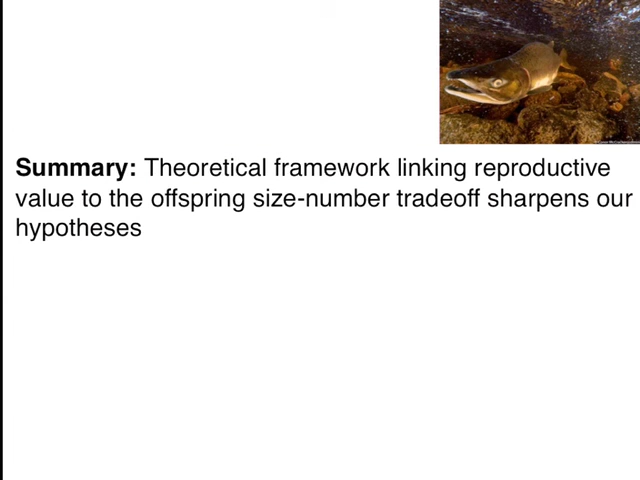 Summary: Theoretical framework linking reproductive
value to the offspring size-number tradeoff sharpens our
hypotheses